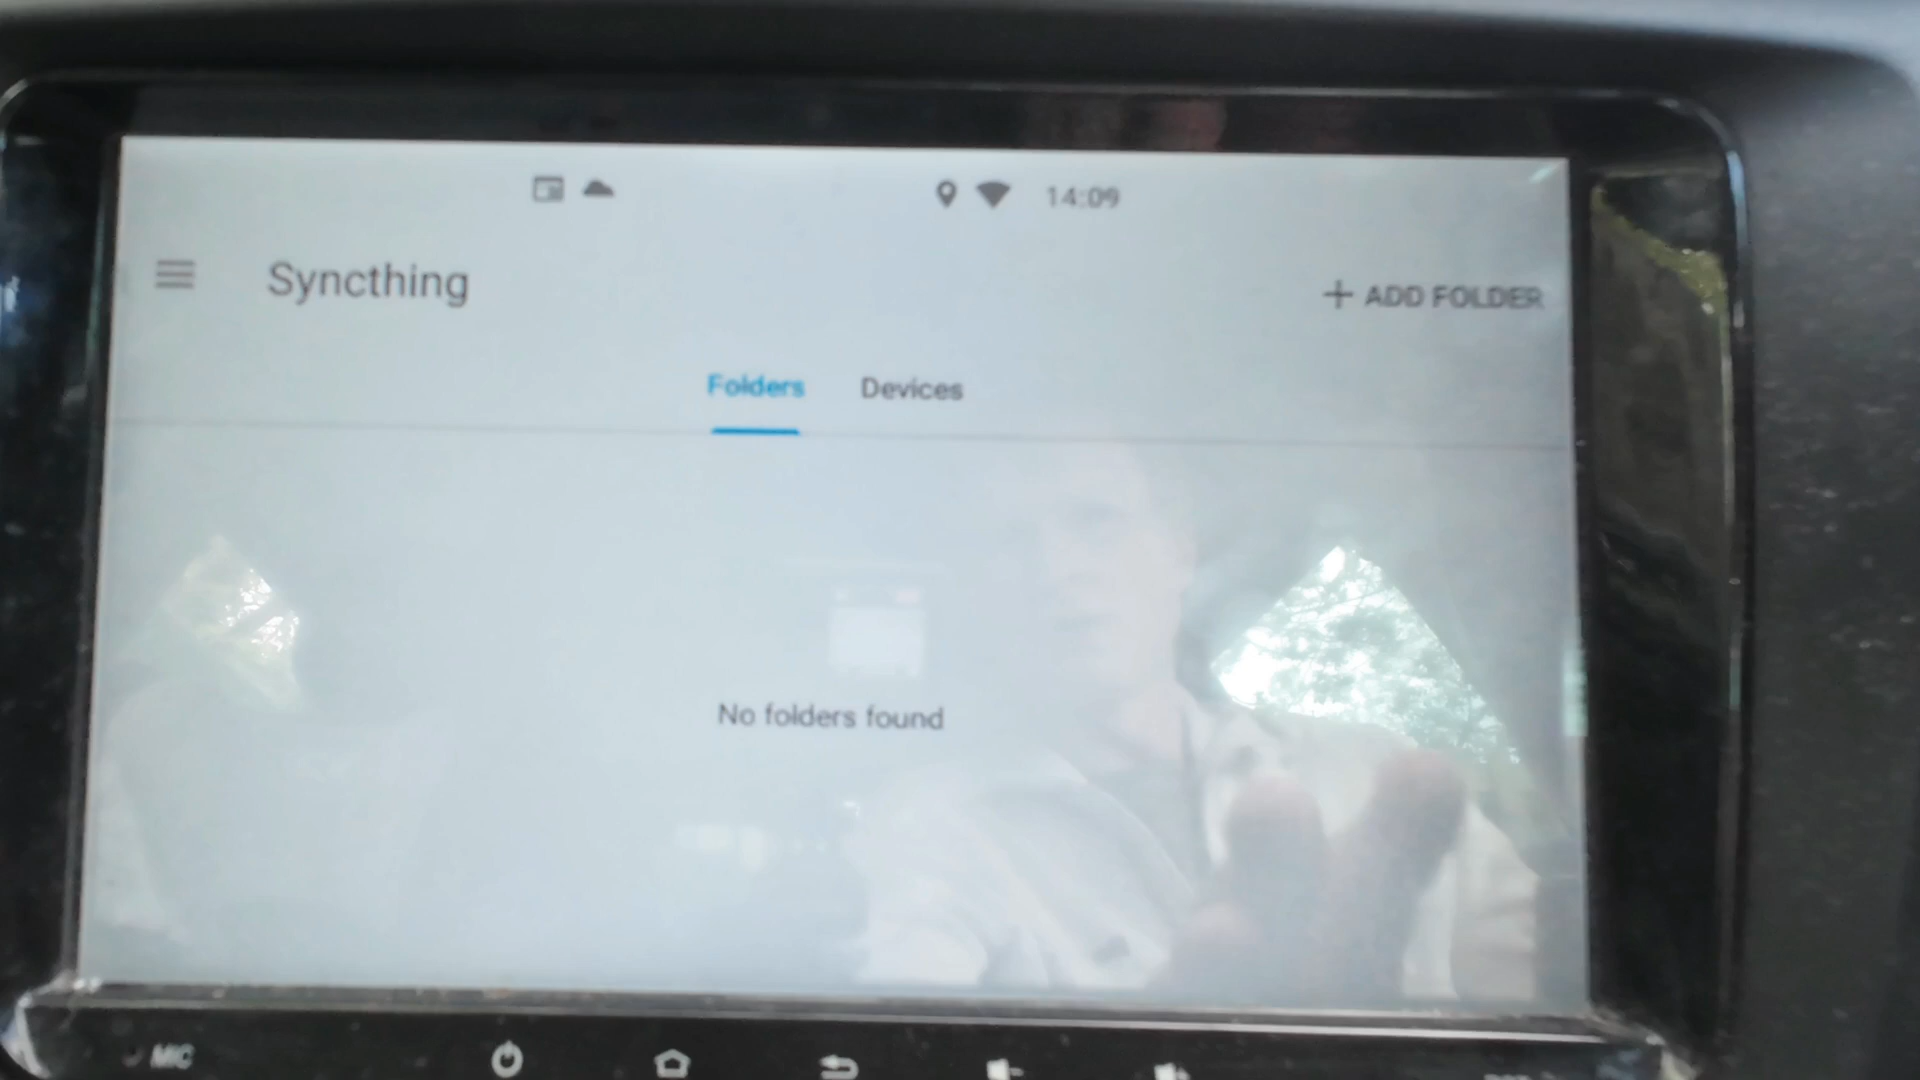 14:09
Syncthing
+ ADD FOLDER
Folders
Devices
No folders found
MIC